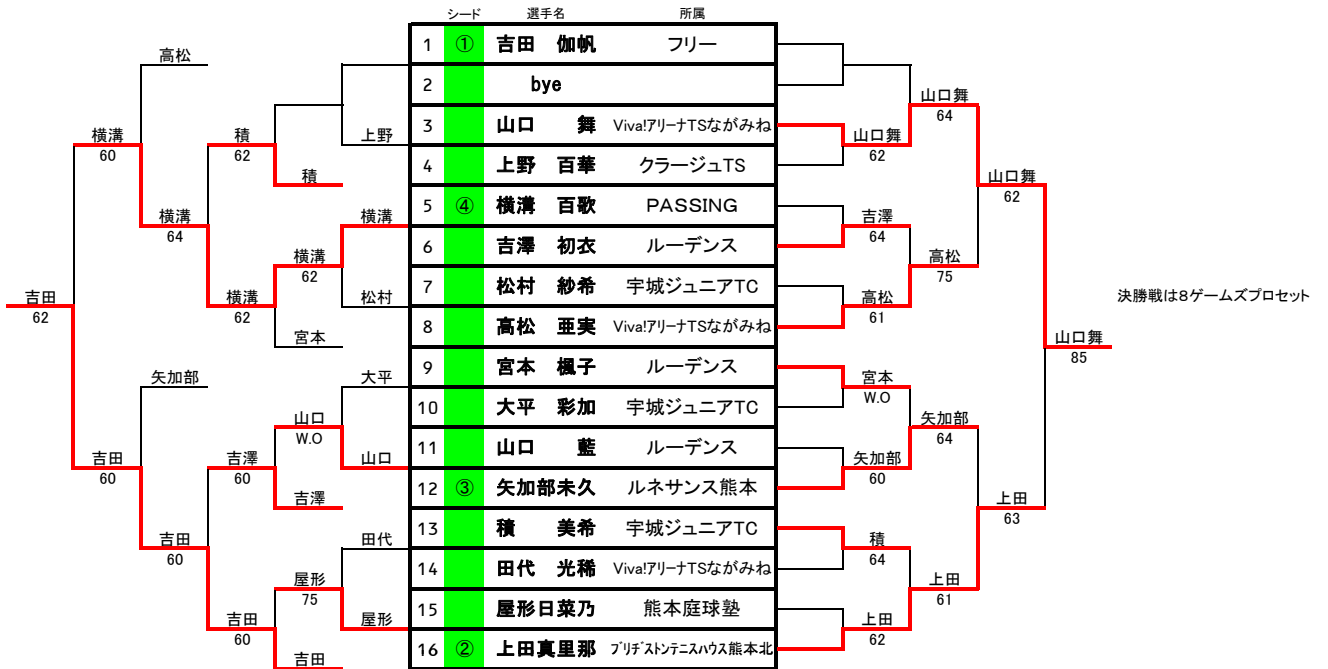 シード 選手名 所属
1 ① 吉田 伽帆 フリー
2 bye
3 山口 舞 Viva!アリーナTSながみね
4 上野 百華 クラージュTS
5 ④ 横溝 百歌 PASSING
6 吉澤 初衣 ルーデンス
7 松村 紗希 宇城ジュニアTC
8 高松 亜実 Viva!アリーナTSながみね
9 宮本 楓子 ルーデンス
10 大平 彩加 宇城ジュニアTC
11 山口 藍 ルーデンス
12 ③ 矢加部未久 ルネサンス熊本
13 積 美希 宇城ジュニアTC
14 田代 光稀 Viva!アリーナTSながみね
15 屋形日菜乃 熊本庭球塾
16 ② 上田真里那 ブリヂストンテニスハウス熊本北
上野
積
横溝
松村
宮本
大平
山口
吉澤
田代
屋形
吉田
積
62
横溝
62
山口
W.O
屋形
75
横溝
62
吉澤
60
吉田
60
高松
横溝
64
矢加部
吉田
60
横溝
60
吉田
60
吉田
62
山口舞
62
吉澤
64
高松
61
宮本
W.O
矢加部
60
積
64
上田
62
山口舞
64
高松
75
矢加部
64
上田
61
山口舞
62
上田
63
山口舞
85
決勝戦は8ゲームズプロセット